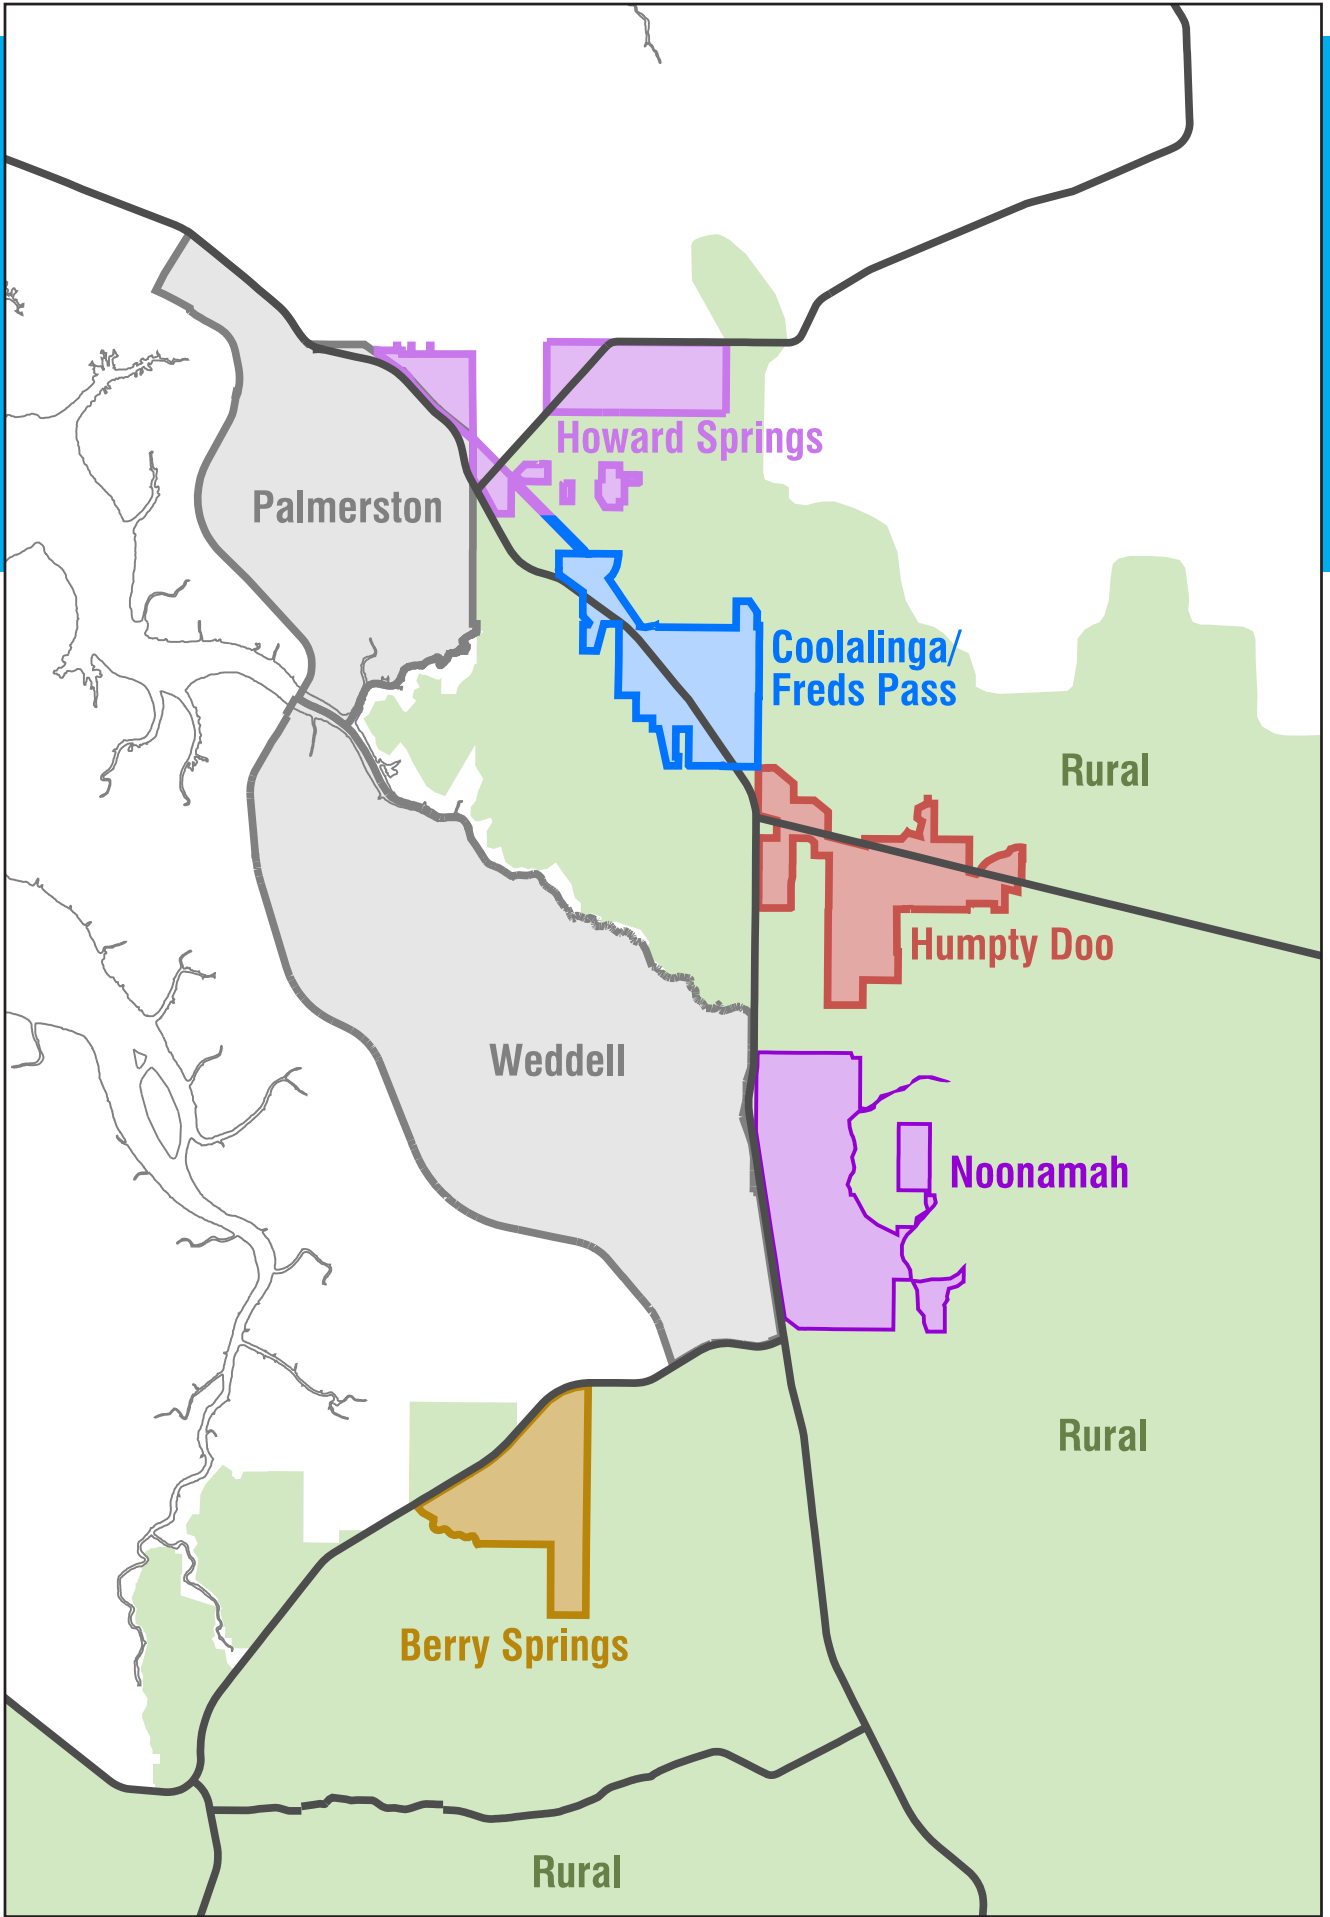 Howard Springs
Palmerston
Coolalinga/
Freds Pass
Rural
Humpty Doo
Weddell
Noonamah
Rural
Berry Springs
Rural